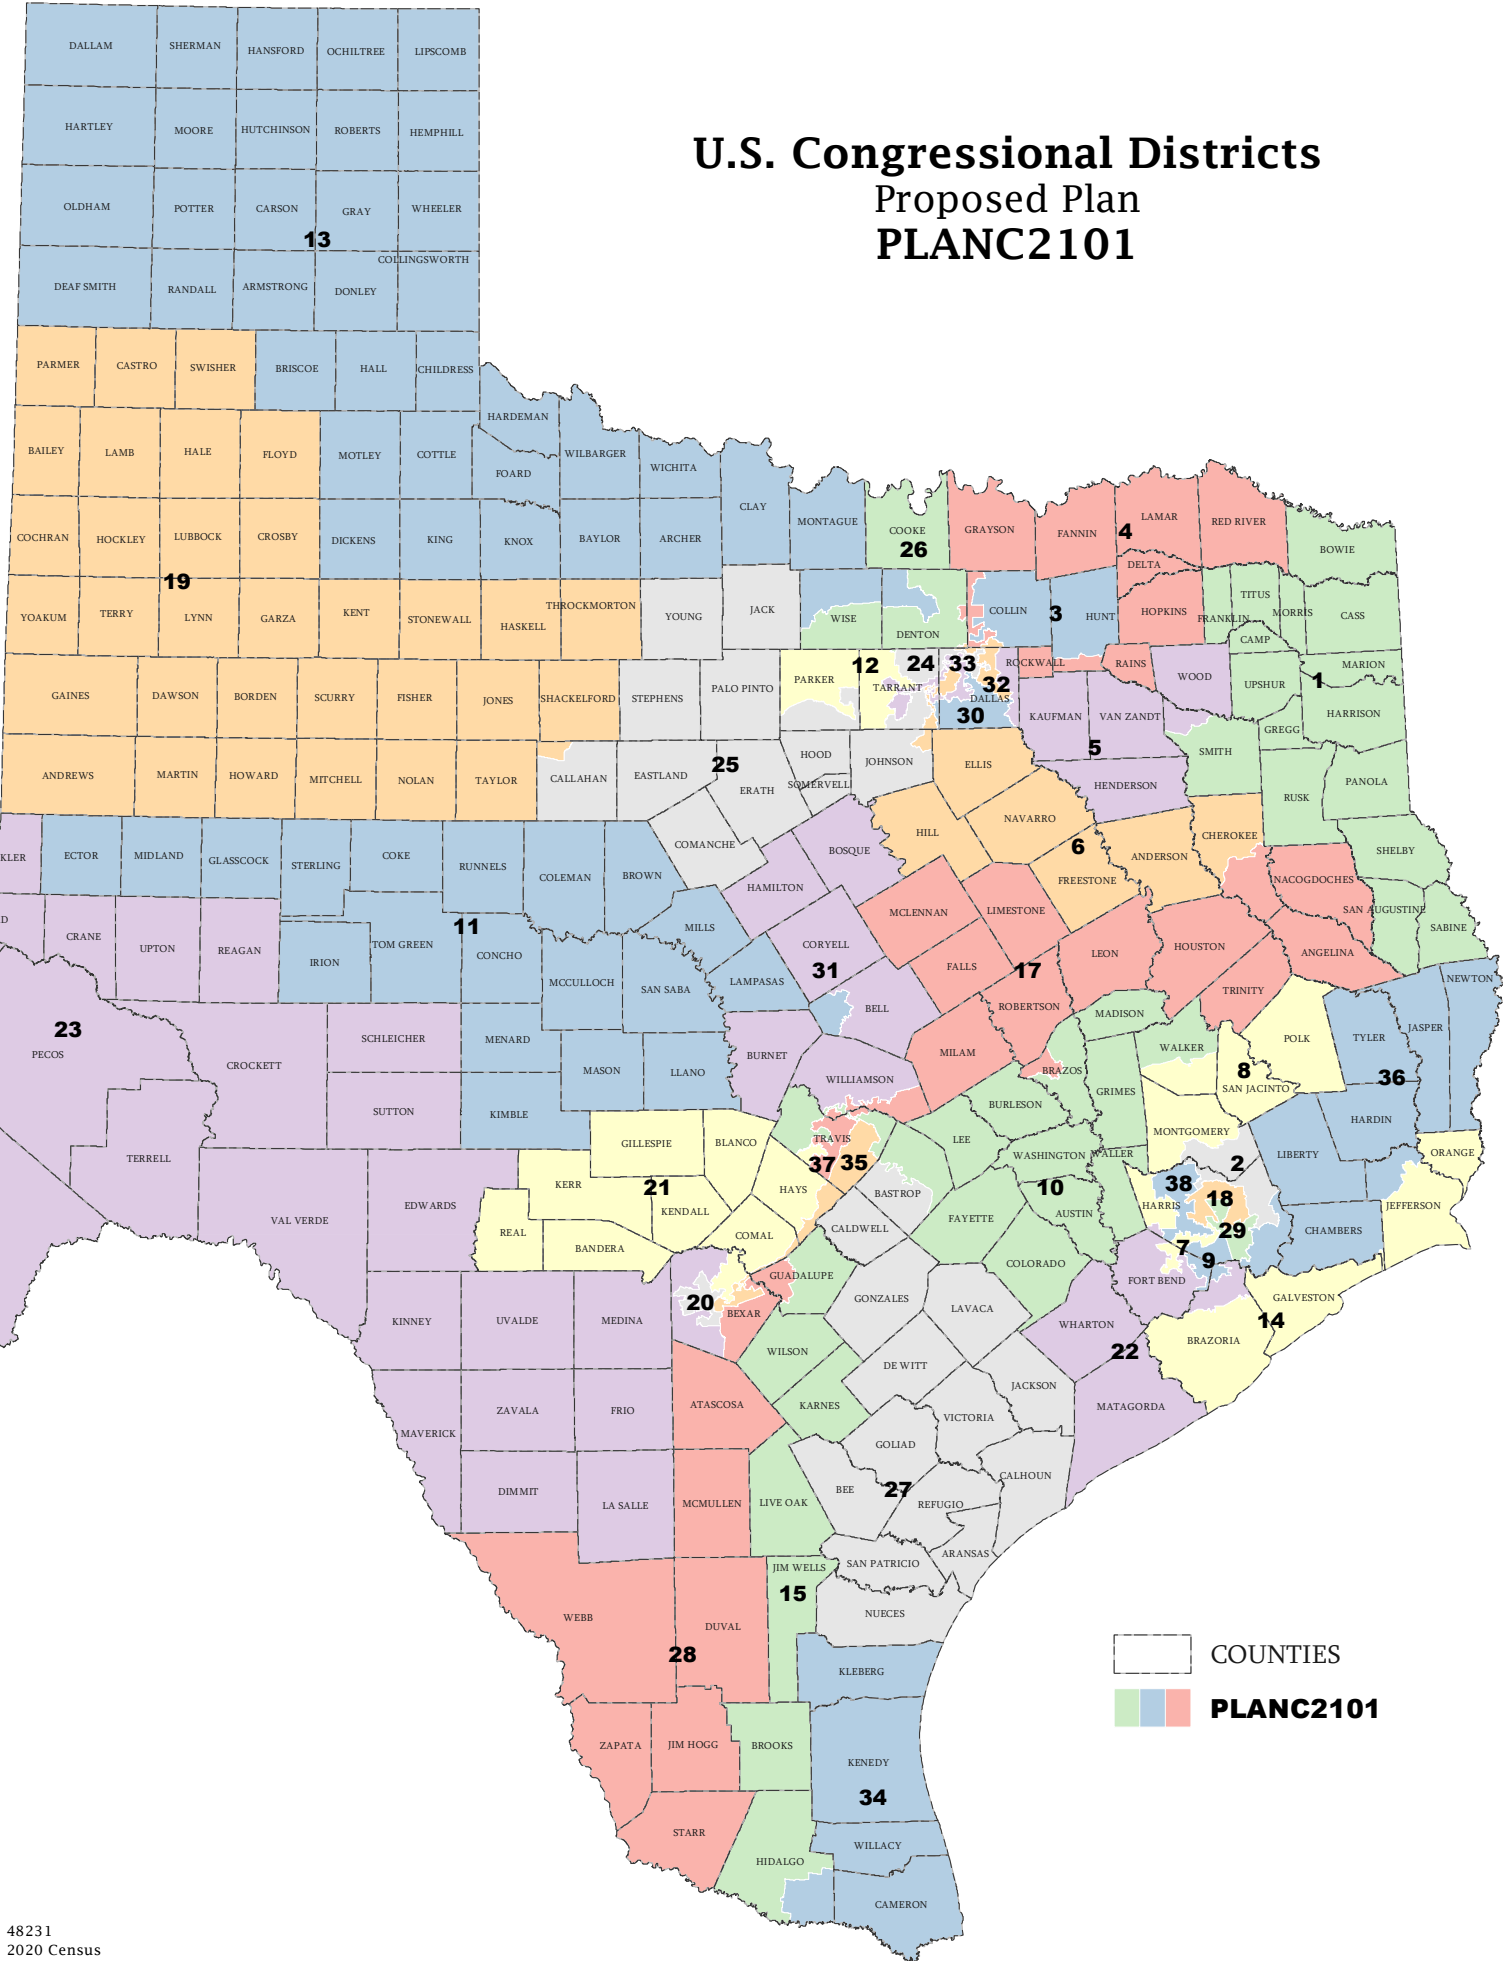 U.S. Congressional Districts
Proposed Plan
PLANC2101
DALLAM SHERMAN HANSFORD OCHILTREE LIPSCOMB
HARTLEY MOORE HUTCHINSON ROBERTS HEMPHILL
OLDHAM POTTER CARSON GRAY WHEELER
13
COLLINGSWORTH
DEAF SMITH RANDALL ARMSTRONG DONLEY
PARMER CASTRO SWISHER BRISCOE HALL CHILDRESS
HARDEMAN
BAILEY LAMB HALE FLOYD MOTLEY COTTLE FOARD WILBARGER WICHITA
CLAY MONTAGUE COOKE GRAYSON FANNIN LAMAR RED RIVER
26 4
BOWIE
COCHRAN HOCKLEY LUBBOCK CROSBY DICKENS KING KNOX BAYLOR ARCHER
DELTA
19
YOAKUM TERRY LYNN GARZA KENT STONEWALL HASKELL THROCKMORTON YOUNG JACK WISE DENTON COLLIN 3 HUNT HOPKINS FRANKLIN TITUS MORRIS CASS
CAMP
GAINES DAWSON BORDEN SCURRY FISHER JONES SHACKELFORD STEPHENS PALO PINTO PARKER 12 TARRANT 24 33 32 DALLAS 30 ROCKWALL RAINS WOOD UPSHUR 1 MARION
HARRISON
KAUFMAN VAN ZANDT GREGG
5 SMITH
ANDREWS MARTIN HOWARD MITCHELL NOLAN TAYLOR CALLAHAN EASTLAND 25 ERATH HOOD SOMERVELL JOHNSON ELLIS HENDERSON RUSK PANOLA
COMANCHE BOSQUE HILL NAVARRO 6 FREESTONE ANDERSON CHEROKEE SHELBY
KLER ECTOR MIDLAND GLASSCOCK STERLING COKE RUNNELS COLEMAN BROWN HAMILTON
MCLENNAN LIMESTONE NACOGDOCHES SAN AUGUSTINE SABINE
D CRANE UPTON REAGAN IRION TOM GREEN 11 CONCHO MILLS CORYELL
31 FALLS 17 LEON HOUSTON ANGELINA
MCCULLOCH SAN SABA LAMPASAS BELL ROBERTSON TRINITY NEWTON
23
PECOS CROCKETT SCHLEICHER MENARD MASON LLANO BURNET WILLIAMSON MILAM MADISON BRAZOS WALKER POLK TYLER JASPER
8 36
SUTTON KIMBLE BURLESON GRIMES SAN JACINTO HARDIN
TERRELL GILLESPIE BLANCO TRAVIS LEE WASHINGTON WALLER MONTGOMERY LIBERTY ORANGE
37 35 2
VAL VERDE EDWARDS KERR 21 KENDALL HAYS BASTROP 10 38 18 HARRIS JEFFERSON
REAL BANDERA COMAL CALDWELL FAYETTE AUSTIN 29 CHAMBERS
7 9
GUADALUPE COLORADO FORT BEND
KINNEY UVALDE MEDINA 20 BEXAR GONZALES LAVACA WHARTON GALVESTON
14
22 BRAZORIA
WILSON DE WITT JACKSON MATAGORDA
MAVERICK ZAVALA FRIO ATASCOSA KARNES VICTORIA
GOLIAD
DIMMIT LA SALLE MCMULLEN LIVE OAK BEE 27 REFUGIO CALHOUN
ARANSAS
JIM WELLS SAN PATRICIO
15
WEBB DUVAL NUECES
28
KLEBERG
ZAPATA JIM HOGG BROOKS KENEDY
34
STARR HIDALGO WILLACY
CAMERON
COUNTIES
PLANC2101
48231
2020 Census